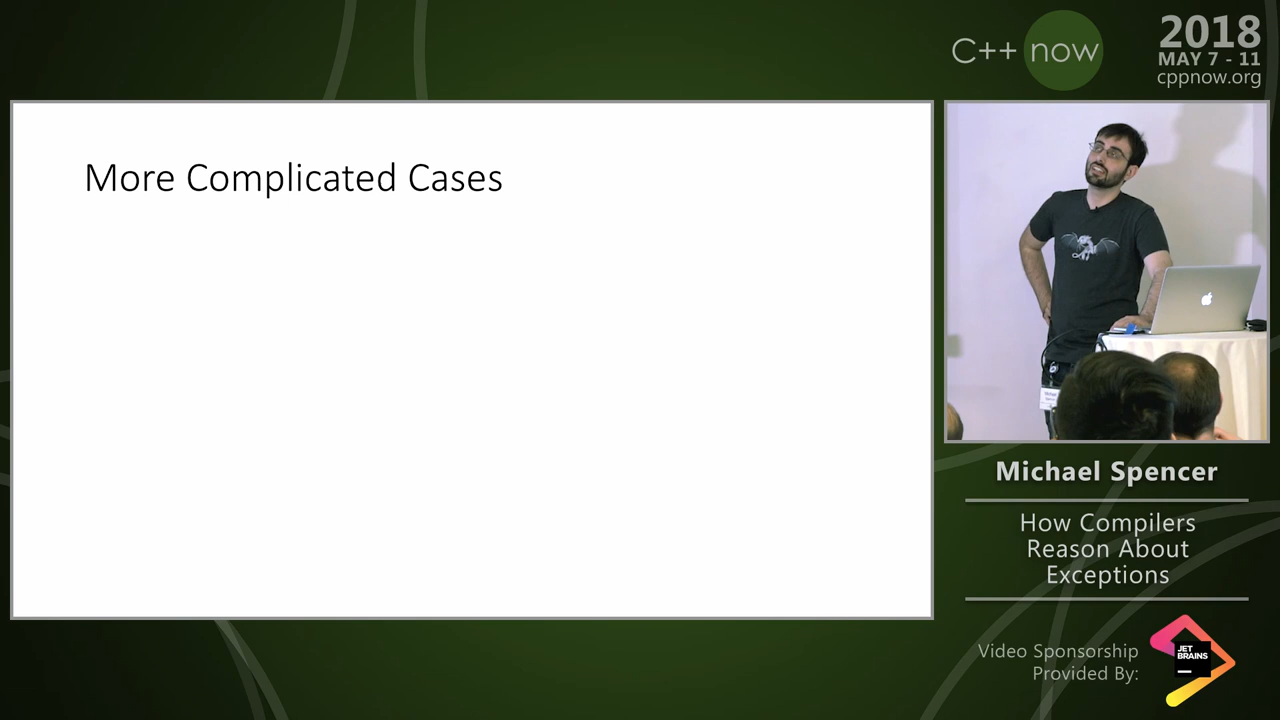 C++ now
2018
MAY 7 - 11
cppnow.org
More Complicated Cases
Michael Spencer
How Compilers
Reason About
Exceptions
Video Sponsorship
Provided By:
JET
BRAINS